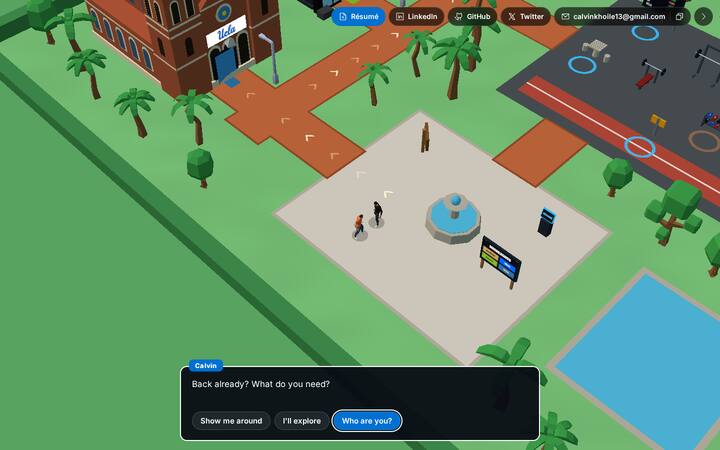 Résumé
LinkedIn
GitHub
Twitter
calvinkhoile13@gmail.com
Ucla
Calvin
Back already? What do you need?
Show me around
I'll explore
Who are you?